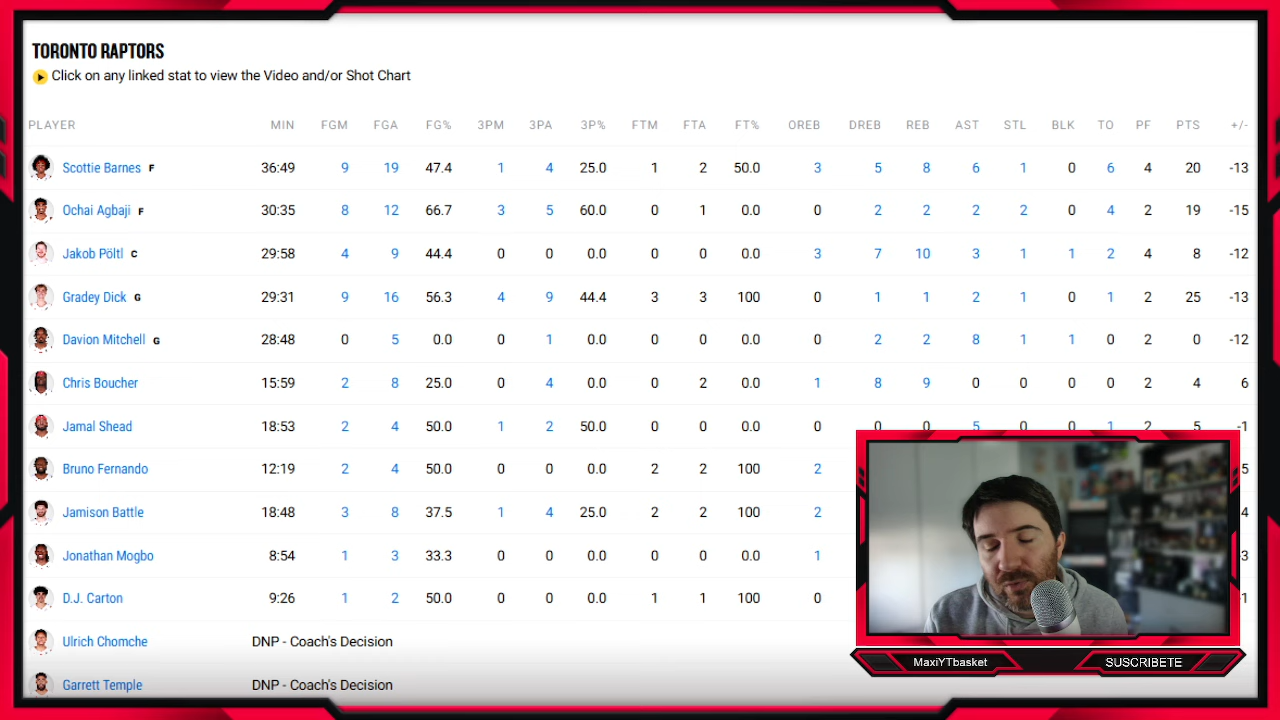 TORONTO RAPTORS
Click on any linked stat to view the Video and/or Shot Chart
PLAYER MIN FGM FGA FG% 3PM 3PA 3P% FTM FTA FT% OREB DREB REB AST STL BLK TO PF PTS +/-
Scottie Barnes F 36:49 9 19 47.4 1 4 25.0 1 2 50.0 3 5 8 6 1 0 6 4 20 -13
Ochai Agbaji F 30:35 8 12 66.7 3 5 60.0 0 1 0.0 0 2 2 2 2 0 4 2 19 -15
Jakob Pöltl C 29:58 4 9 44.4 0 0 0.0 0 0 0.0 3 7 10 3 1 1 2 4 8 -12
Gradey Dick G 29:31 9 16 56.3 4 9 44.4 3 3 100 0 1 1 2 1 0 1 2 25 -13
Davion Mitchell G 28:48 0 5 0.0 0 1 0.0 0 0 0.0 0 2 2 8 1 1 0 2 0 -12
Chris Boucher 15:59 2 8 25.0 0 4 0.0 0 2 0.0 1 8 9 0 0 0 0 2 4 6
Jamal Shead 18:53 2 4 50.0 1 2 50.0 0 0 0.0 0 0 0 5 0 0 1 2 5 -1
Bruno Fernando 12:19 2 4 50.0 0 0 0.0 2 2 100 2 5
Jamison Battle 18:48 3 8 37.5 1 4 25.0 2 2 100 2 4
Jonathan Mogbo 8:54 1 3 33.3 0 0 0.0 0 0 0.0 1 3
D.J. Carton 9:26 1 2 50.0 0 0 0.0 1 1 100 0 1
Ulrich Chomche DNP - Coach's Decision
Garrett Temple DNP - Coach's Decision
MaxiYTbasket
SUSCRIBETE